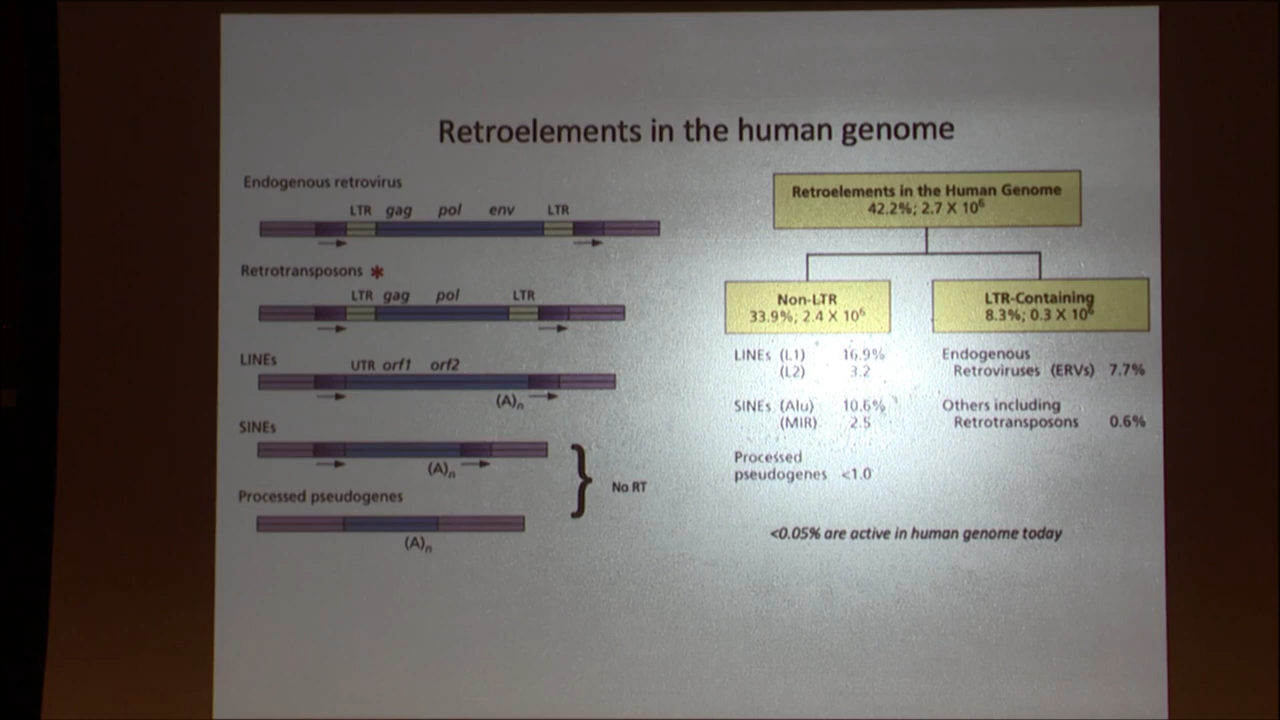 Retroelements in the human genome
Endogenous retrovirus
LTR gag pol env LTR
Retrotransposons *
LTR gag pol LTR
LINEs
UTR orf1 orf2
(A)n
SINEs
(A)n
Processed pseudogenes
(A)n
} No RT
Retroelements in the Human Genome
42.2%; 2.7 X 10⁶
Non-LTR
33.9%; 2.4 X 10⁶
LINEs (L1) 16.9%
(L2) 3.2
SINEs (Alu) 10.6%
(MIR) 2.5
Processed
pseudogenes <1.0
LTR-Containing
8.3%; 0.3 X 10⁶
Endogenous
Retroviruses (ERVs) 7.7%
Others including
Retrotransposons 0.6%
<0.05% are active in human genome today